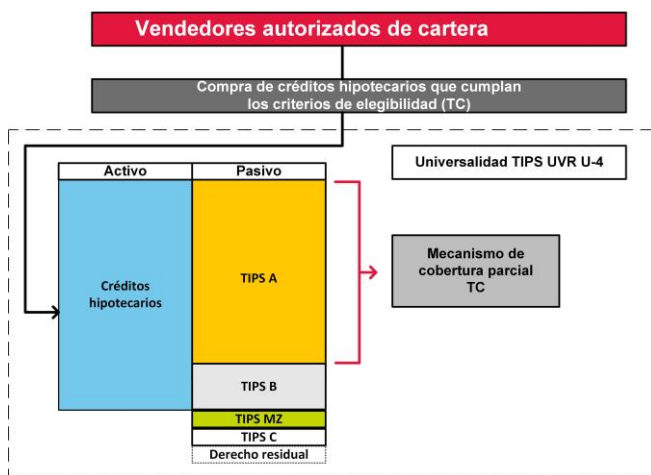 Vendedores autorizados de cartera
Compra de créditos hipotecarios que cumplan
los criterios de elegibilidad (TC)
Universalidad TIPS UVR U-4
Activo
Pasivo
Créditos
hipotecarios
TIPS A
Mecanismo de
cobertura parcial
TC
TIPS B
TIPS MZ
TIPS C
Derecho residual